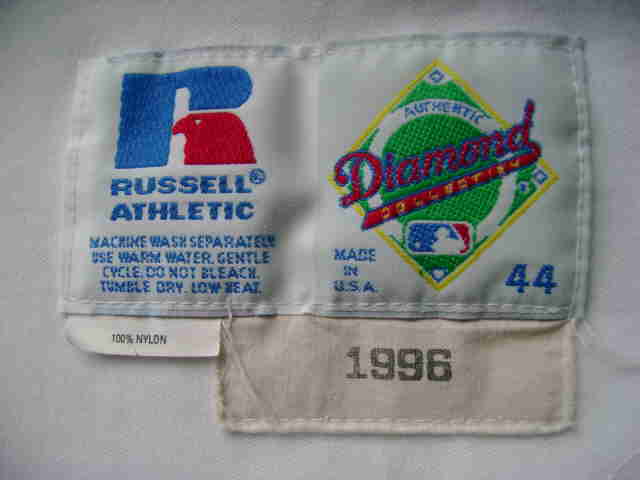 RUSSELL®
ATHLETIC
MACHINE WASH SEPARATELY
USE WARM WATER. GENTLE
CYCLE. DO NOT BLEACH.
TUMBLE DRY. LOW HEAT.
AUTHENTIC
Diamond
COLLECTION
MADE
IN
U.S.A.
44
100% NYLON
1996